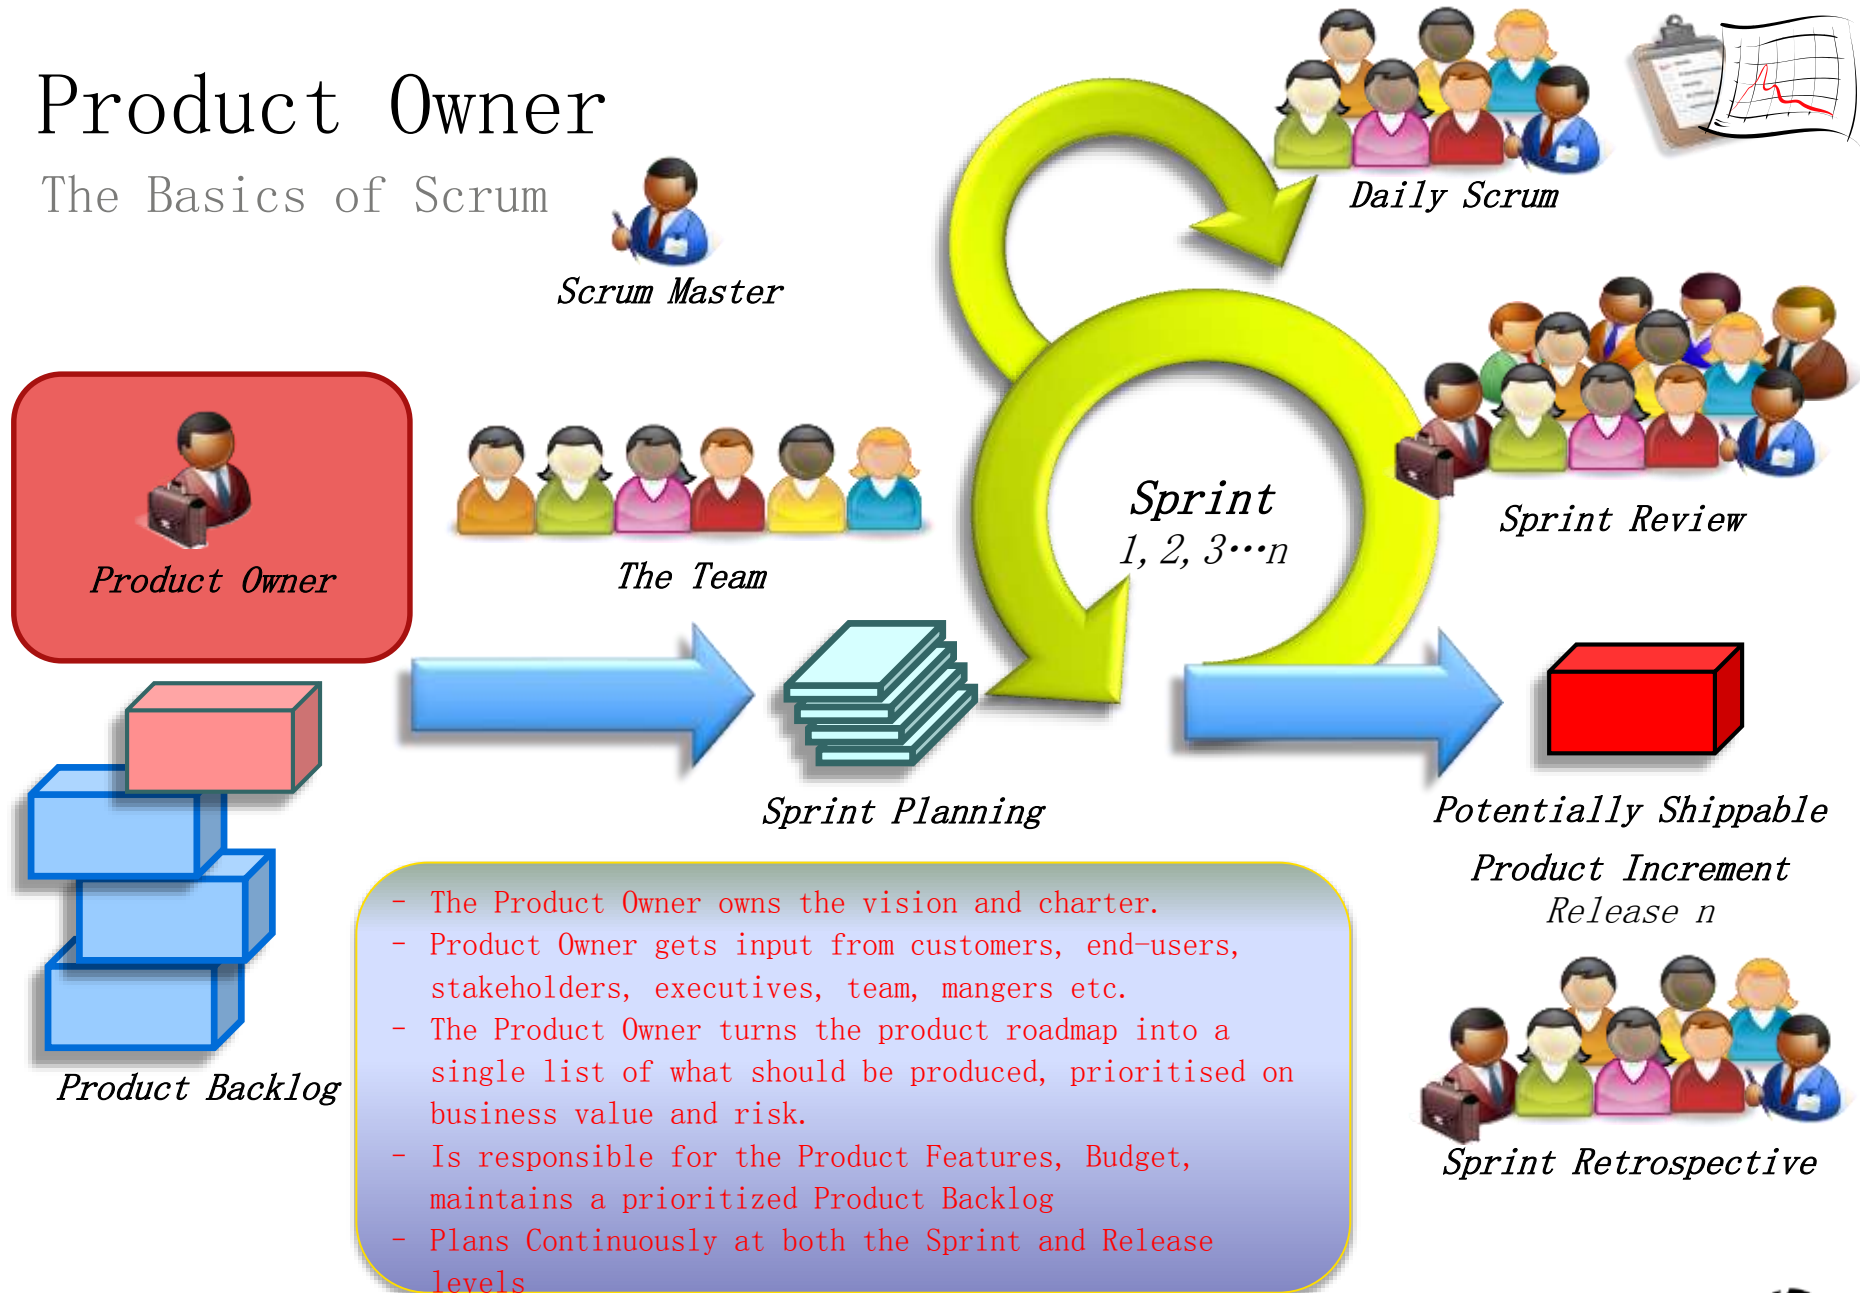 Product Owner
The Basics of Scrum
Scrum Master
Daily Scrum
Product Owner
The Team
Sprint
1, 2, 3…n
Sprint Review
Sprint Planning
Potentially Shippable
Product Increment
Release n
Product Backlog
- The Product Owner owns the vision and charter.
- Product Owner gets input from customers, end-users,
stakeholders, executives, team, mangers etc.
- The Product Owner turns the product roadmap into a
single list of what should be produced, prioritised on
business value and risk.
- Is responsible for the Product Features, Budget,
maintains a prioritized Product Backlog
- Plans Continuously at both the Sprint and Release
levels
Sprint Retrospective